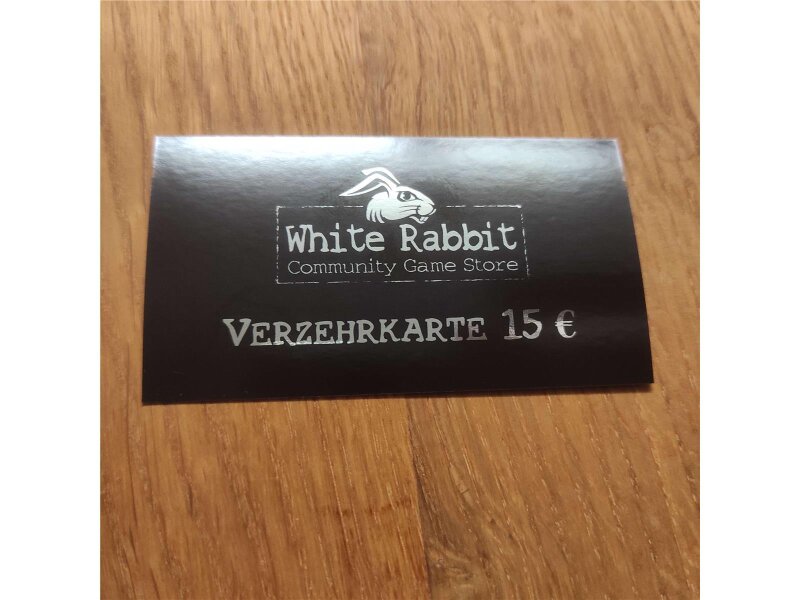 White Rabbit
Community Game Store
VERZEHRKARTE 15 €